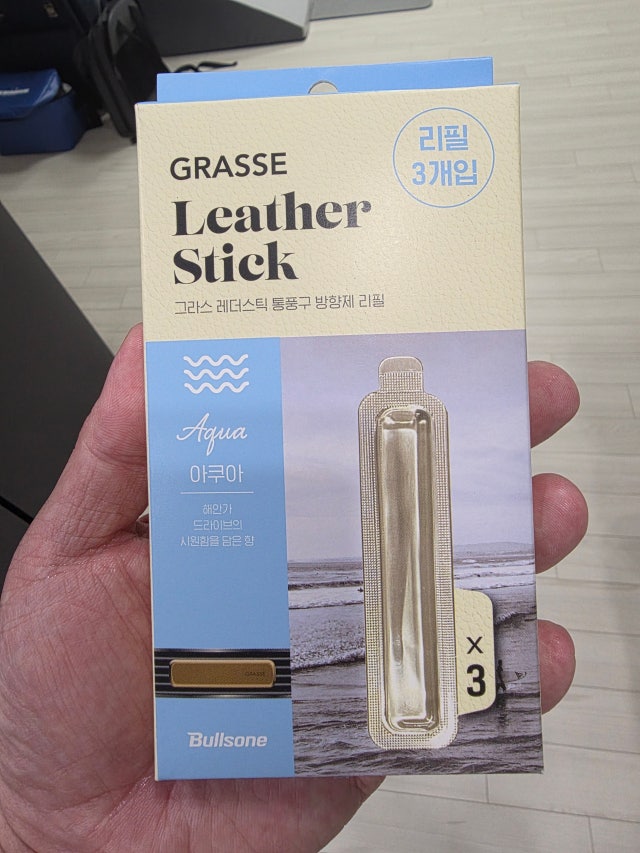 리필
3개입
GRASSE
Leather
Stick
그라스 레더스틱 통풍구 방향제 리필
Aqua
아쿠아
해안가
드라이브의
시원함을 담은 향
GRASSE
x
3
Bullsone